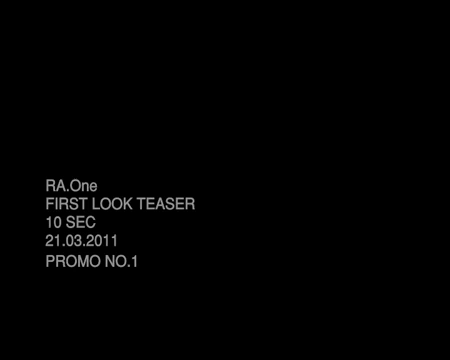 RA.One
FIRST LOOK TEASER
10 SEC
21.03.2011
PROMO NO.1